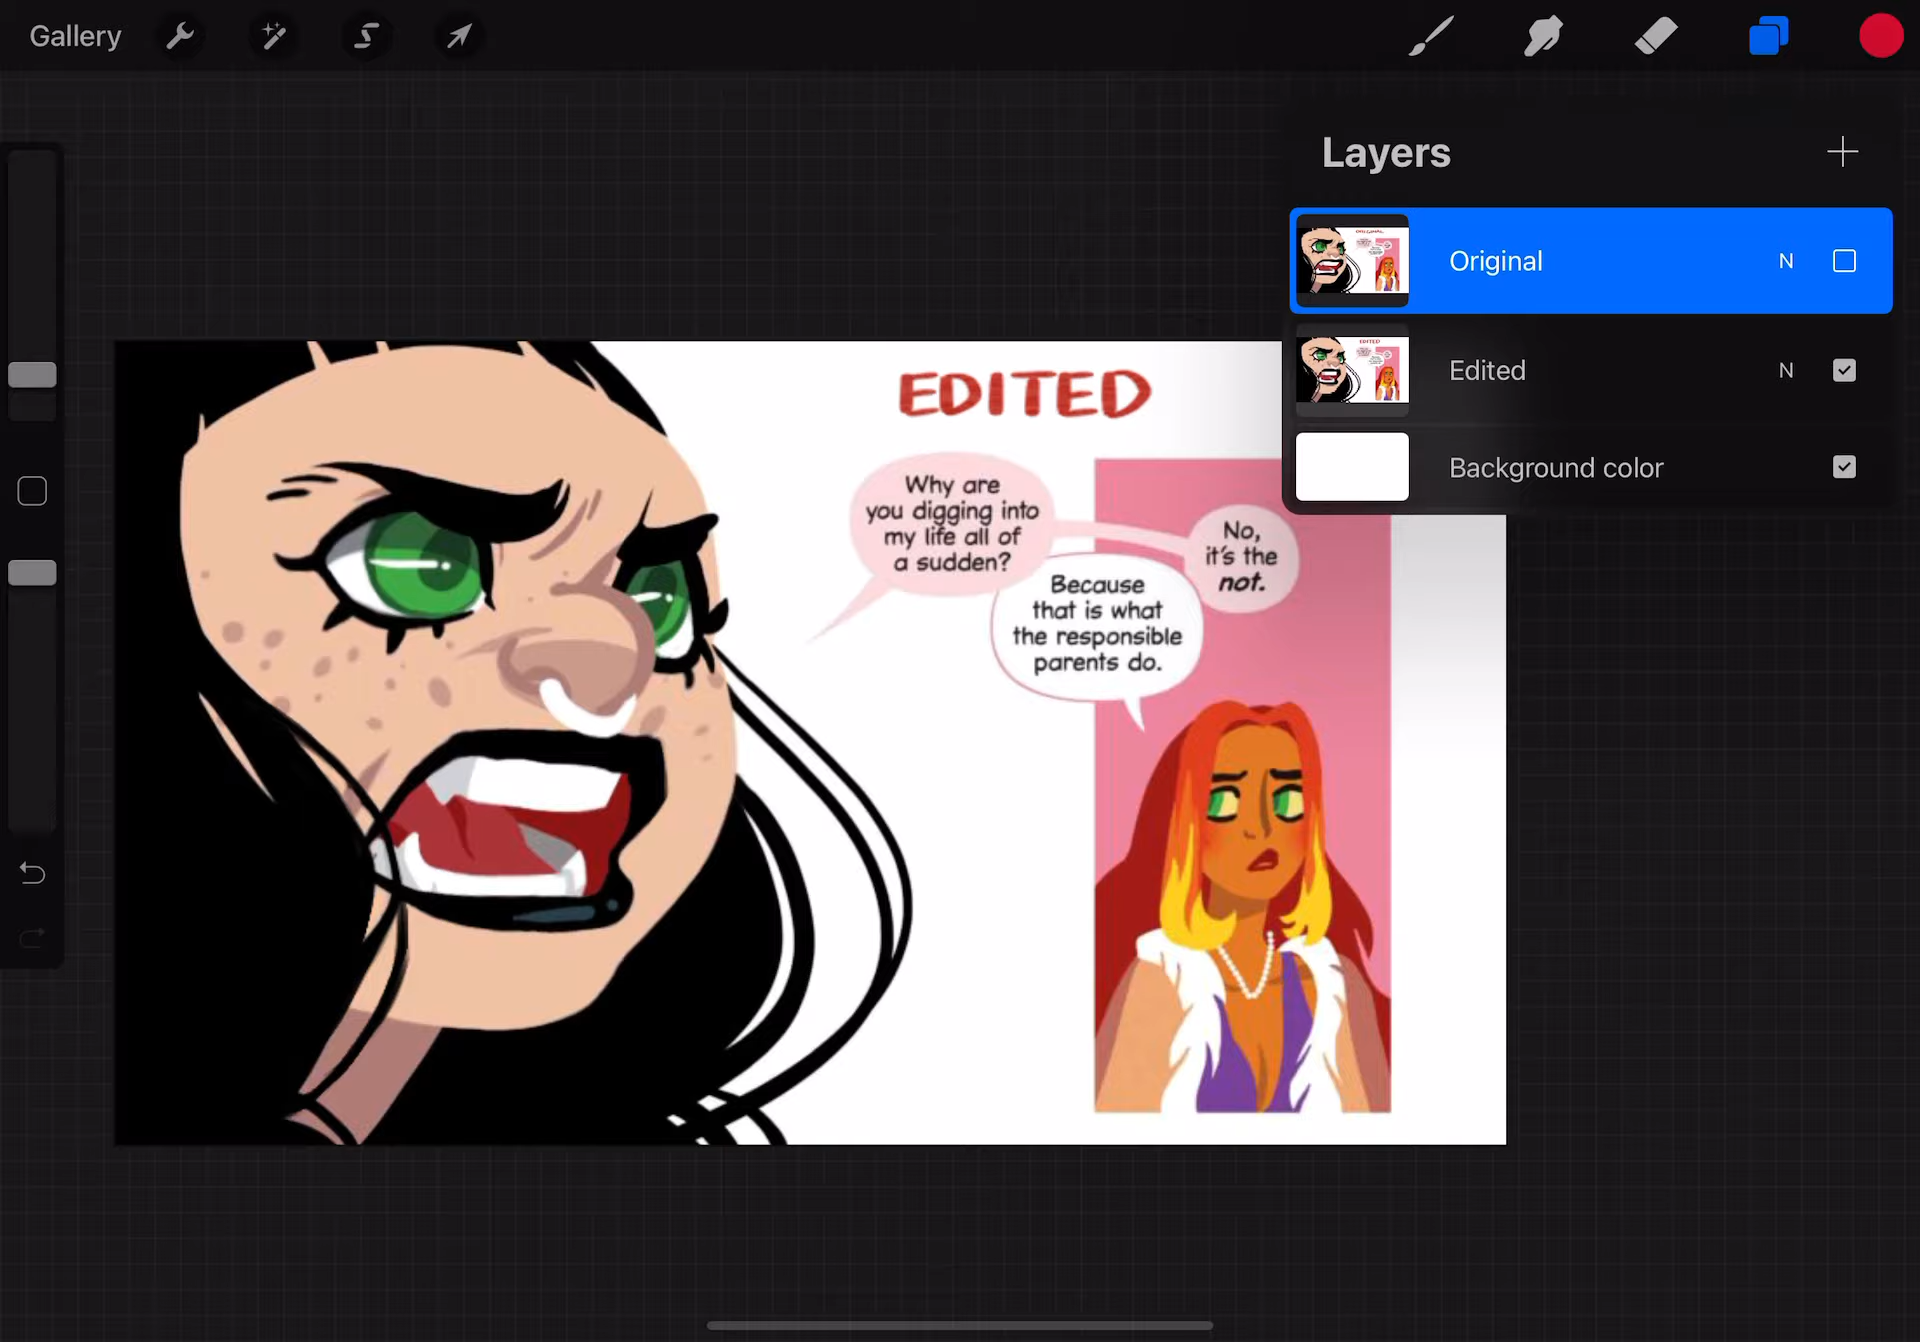 Gallery
Layers
Original N
Edited N
Background color
EDITED
Why are
you digging into
my life all of
a sudden?
No,
it's the
not.
Because
that is what
the responsible
parents do.